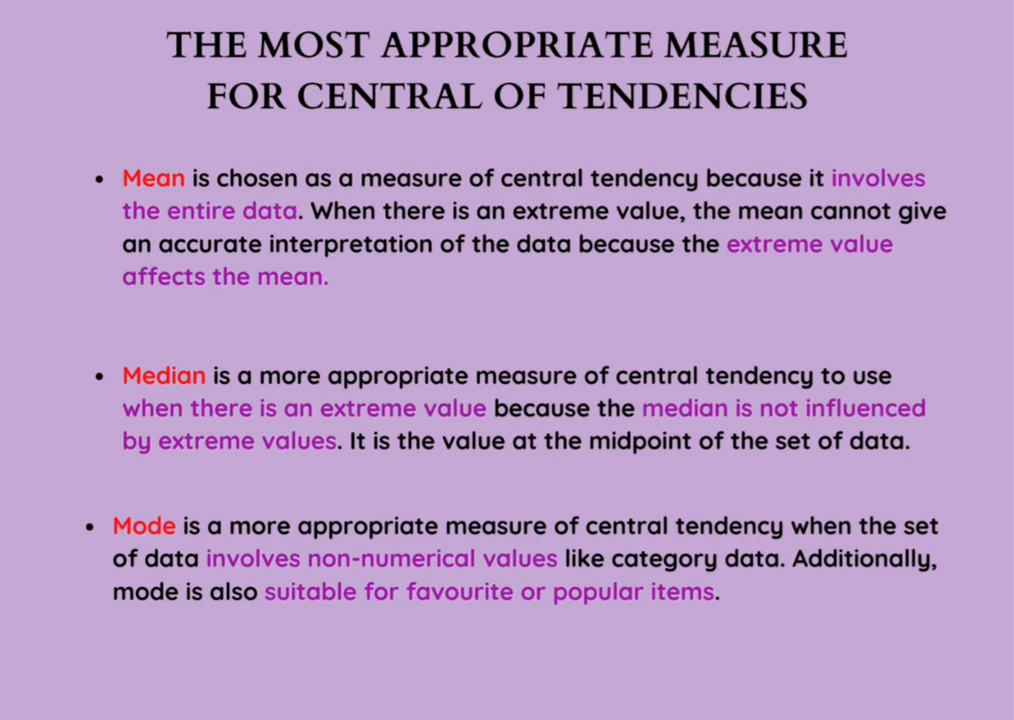 THE MOST APPROPRIATE MEASURE
FOR CENTRAL OF TENDENCIES
• Mean is chosen as a measure of central tendency because it involves
the entire data. When there is an extreme value, the mean cannot give
an accurate interpretation of the data because the extreme value
affects the mean.
• Median is a more appropriate measure of central tendency to use
when there is an extreme value because the median is not influenced
by extreme values. It is the value at the midpoint of the set of data.
• Mode is a more appropriate measure of central tendency when the set
of data involves non-numerical values like category data. Additionally,
mode is also suitable for favourite or popular items.